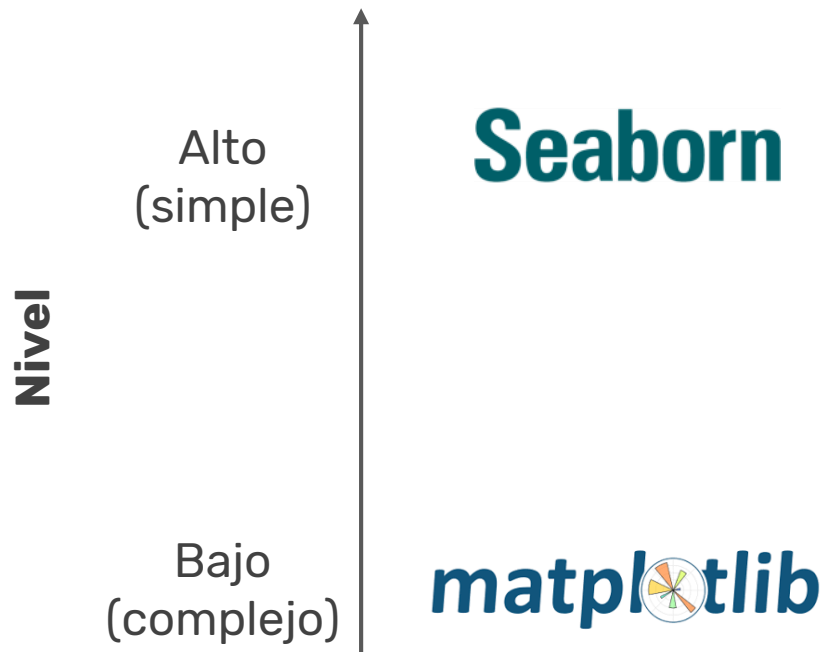 Nivel
Alto
(simple)
Seaborn
Bajo
(complejo)
matplotlib